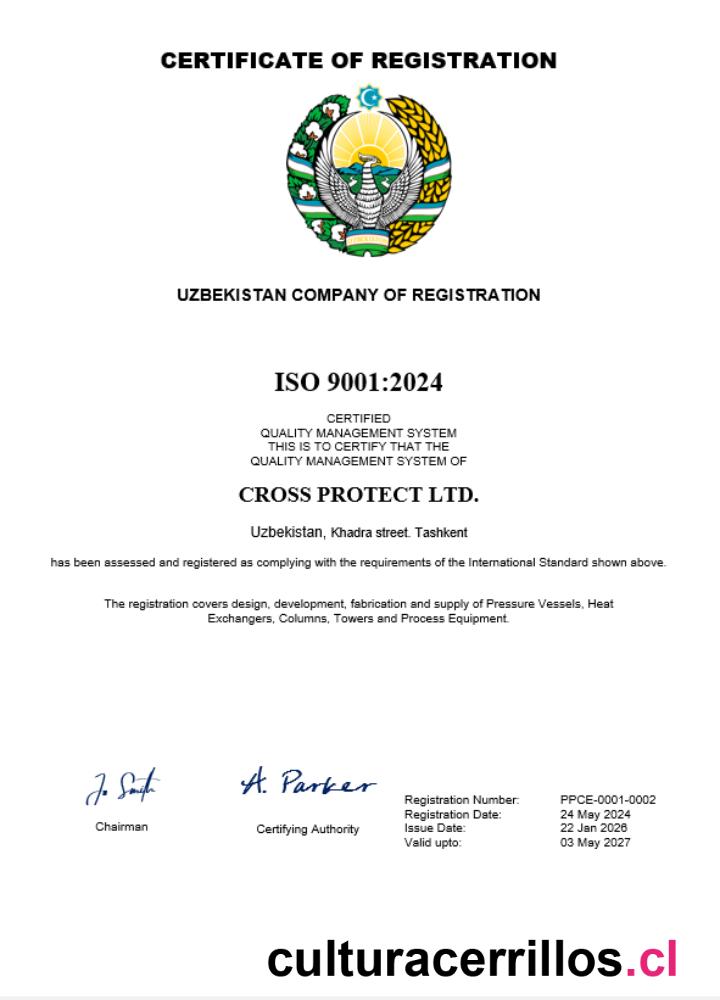 CERTIFICATE OF REGISTRATION
UZBEKISTAN COMPANY OF REGISTRATION
ISO 9001:2024
CERTIFIED
QUALITY MANAGEMENT SYSTEM
THIS IS TO CERTIFY THAT THE
QUALITY MANAGEMENT SYSTEM OF
CROSS PROTECT LTD.
Uzbekistan, Khadra street. Tashkent
has been assessed and registered as complying with the requirements of the International Standard shown above.
The registration covers design, development, fabrication and supply of Pressure Vessels, Heat
Exchangers, Columns, Towers and Process Equipment.
J. Smith
A. Parker
Chairman
Certifying Authority
Registration Number: PPCE-0001-0002
Registration Date: 24 May 2024
Issue Date: 22 Jan 2026
Valid upto: 03 May 2027
culturacerrillos.cl